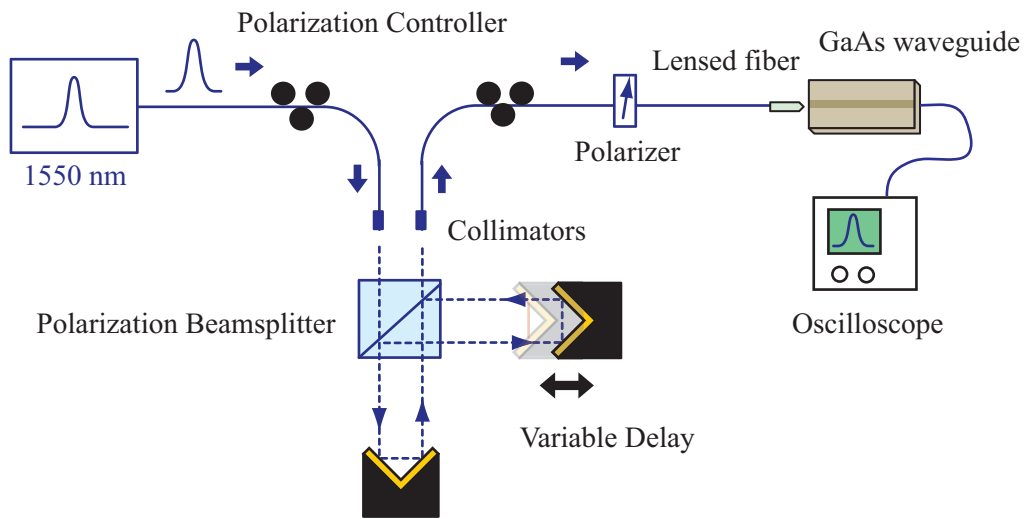 Polarization Controller
GaAs waveguide
Lensed fiber
Polarizer
1550 nm
Collimators
Polarization Beamsplitter
Oscilloscope
Variable Delay